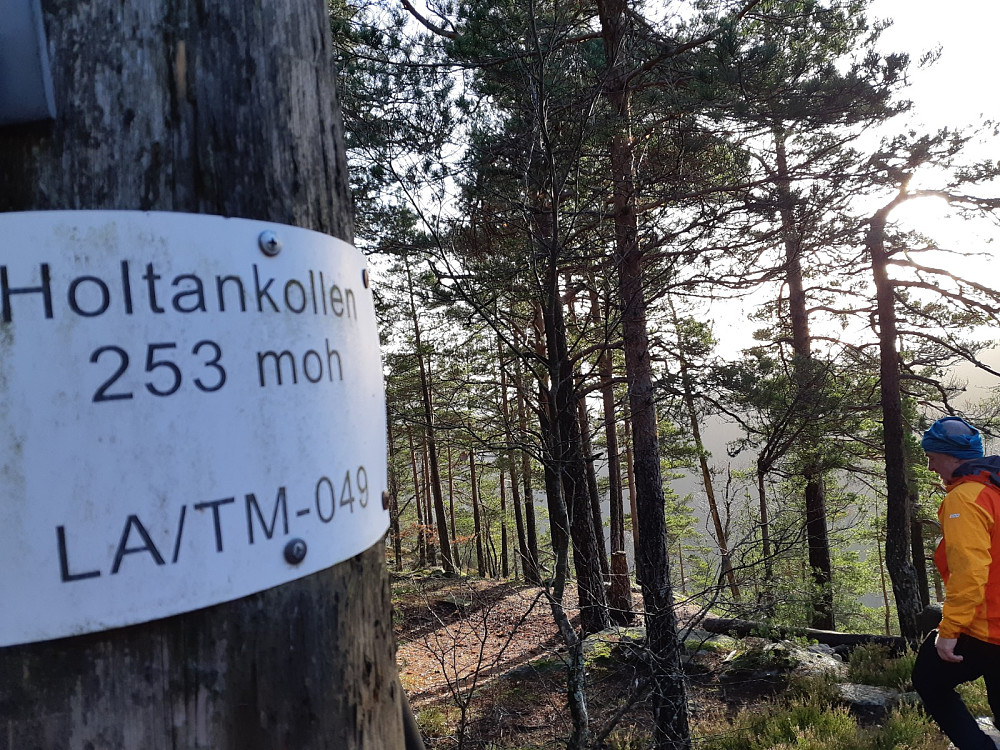 Holtankollen
253 moh
LA/TM-049